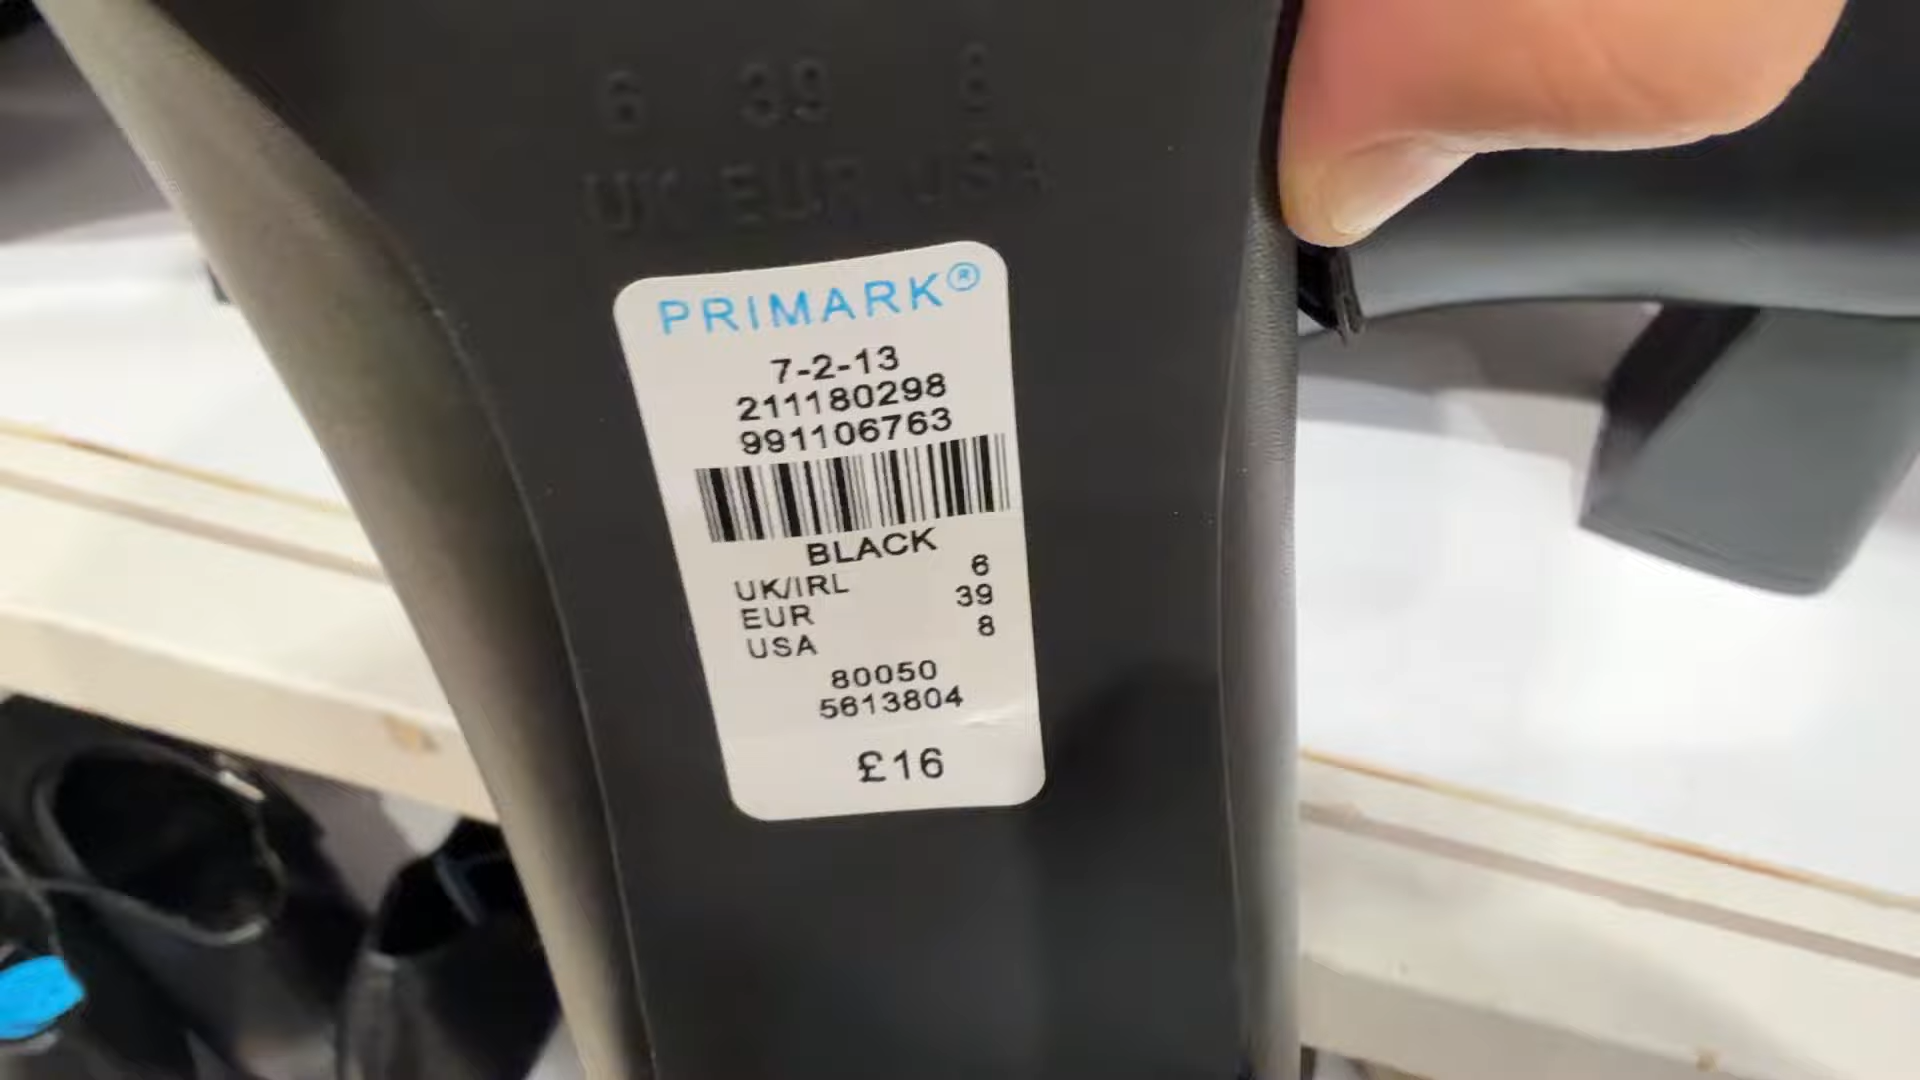 6 39 8
UK EUR USA
PRIMARK®
7-2-13
211180298
991106763
BLACK
UK/IRL 6
EUR 39
USA 8
80050
5613804
£16